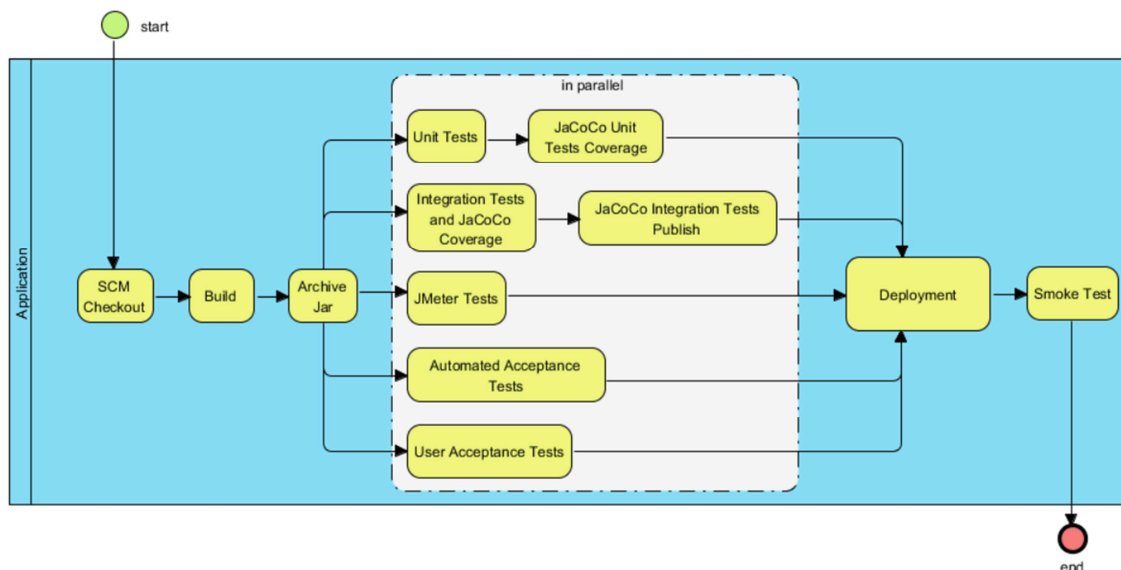 start
in parallel
Unit Tests
JaCoCo Unit
Tests Coverage
Integration Tests
and JaCoCo
Coverage
JaCoCo Integration Tests
Publish
Application
SCM
Checkout
Build
Archive
Jar
JMeter Tests
Deployment
Smoke Test
Automated Acceptance
Tests
User Acceptance Tests
end